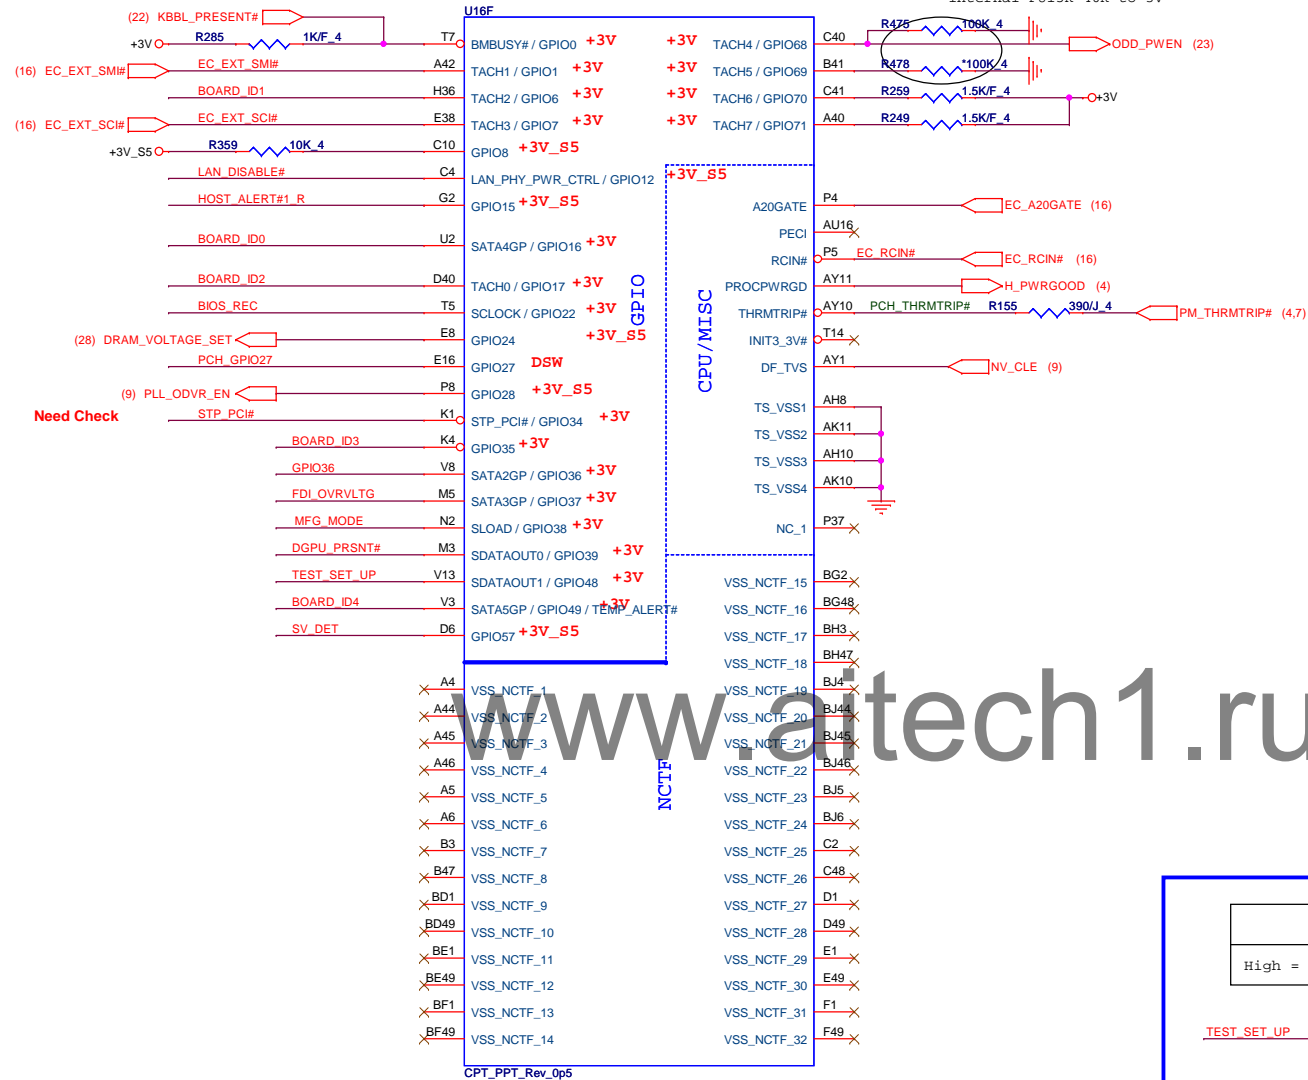 U16F
(22) KBBL_PRESENT#
+3V R285 1K/F_4 T7 BMBUSY# / GPIO0 +3V
(16) EC_EXT_SMI# EC_EXT_SMI# A42 TACH1 / GPIO1 +3V
BOARD_ID1 H36 TACH2 / GPIO6 +3V
(16) EC_EXT_SCI# EC_EXT_SCI# E38 TACH3 / GPIO7 +3V
+3V_S5 R359 10K_4 C10 GPIO8 +3V_S5
LAN_DISABLE# C4 LAN_PHY_PWR_CTRL / GPIO12 +3V_S5
HOST_ALERT#1_R G2 GPIO15 +3V_S5
BOARD_ID0 U2 SATA4GP / GPIO16 +3V
BOARD_ID2 D40 TACH0 / GPIO17 +3V
BIOS_REC T5 SCLOCK / GPIO22 +3V
(28) DRAM_VOLTAGE_SET E8 GPIO24 +3V_S5
PCH_GPIO27 E16 GPIO27 DSW
(9) PLL_ODVR_EN P8 GPIO28 +3V_S5
Need Check STP_PCI# K1 STP_PCI# / GPIO34 +3V
BOARD_ID3 K4 GPIO35 +3V
GPIO36 V8 SATA2GP / GPIO36 +3V
FDI_OVRVLTG M5 SATA3GP / GPIO37 +3V
MFG_MODE N2 SLOAD / GPIO38 +3V
DGPU_PRSNT# M3 SDATAOUT0 / GPIO39 +3V
TEST_SET_UP V13 SDATAOUT1 / GPIO48 +3V
BOARD_ID4 V3 SATA5GP / GPIO49 / TEMP_ALERT# +3V
SV_DET D6 GPIO57 +3V_S5
GPIO
CPU/MISC
NCTF
+3V TACH4 / GPIO68 C40 R475 100K_4 ODD_PWEN (23)
+3V TACH5 / GPIO69 B41 R478 *100K_4
+3V TACH6 / GPIO70 C41 R259 1.5K/F_4 +3V
+3V TACH7 / GPIO71 A40 R249 1.5K/F_4
A20GATE P4 EC_A20GATE (16)
PECI AU16
RCIN# P5 EC_RCIN# EC_RCIN# (16)
PROCPWRGD AY11 H_PWRGOOD (4)
THRMTRIP# AY10 PCH_THRMTRIP# R155 390/J_4 PM_THRMTRIP# (4,7)
INIT3_3V# T14
DF_TVS AY1 NV_CLE (9)
TS_VSS1 AH8
TS_VSS2 AK11
TS_VSS3 AH10
TS_VSS4 AK10
NC_1 P37
A4 VSS_NCTF_1
A44 VSS_NCTF_2
A45 VSS_NCTF_3
A46 VSS_NCTF_4
A5 VSS_NCTF_5
A6 VSS_NCTF_6
B3 VSS_NCTF_7
B47 VSS_NCTF_8
BD1 VSS_NCTF_9
BD49 VSS_NCTF_10
BE1 VSS_NCTF_11
BE49 VSS_NCTF_12
BF1 VSS_NCTF_13
BF49 VSS_NCTF_14
VSS_NCTF_15 BG2
VSS_NCTF_16 BG48
VSS_NCTF_17 BH3
VSS_NCTF_18 BH47
VSS_NCTF_19 BJ4
VSS_NCTF_20 BJ44
VSS_NCTF_21 BJ45
VSS_NCTF_22 BJ46
VSS_NCTF_23 BJ5
VSS_NCTF_24 BJ6
VSS_NCTF_25 C2
VSS_NCTF_26 C48
VSS_NCTF_27 D1
VSS_NCTF_28 D49
VSS_NCTF_29 E1
VSS_NCTF_30 E49
VSS_NCTF_31 F1
VSS_NCTF_32 F49
www.aitech1.ru
High =
TEST_SET_UP
CPT_PPT_Rev_0p5